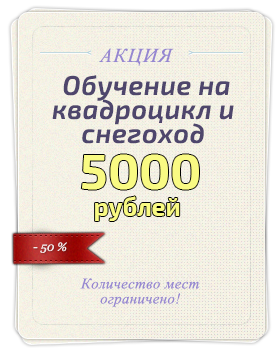 АКЦИЯ
Обучение на
квадроцикл и
снегоход
5000
рублей
- 50 %
Количество мест
ограничено!